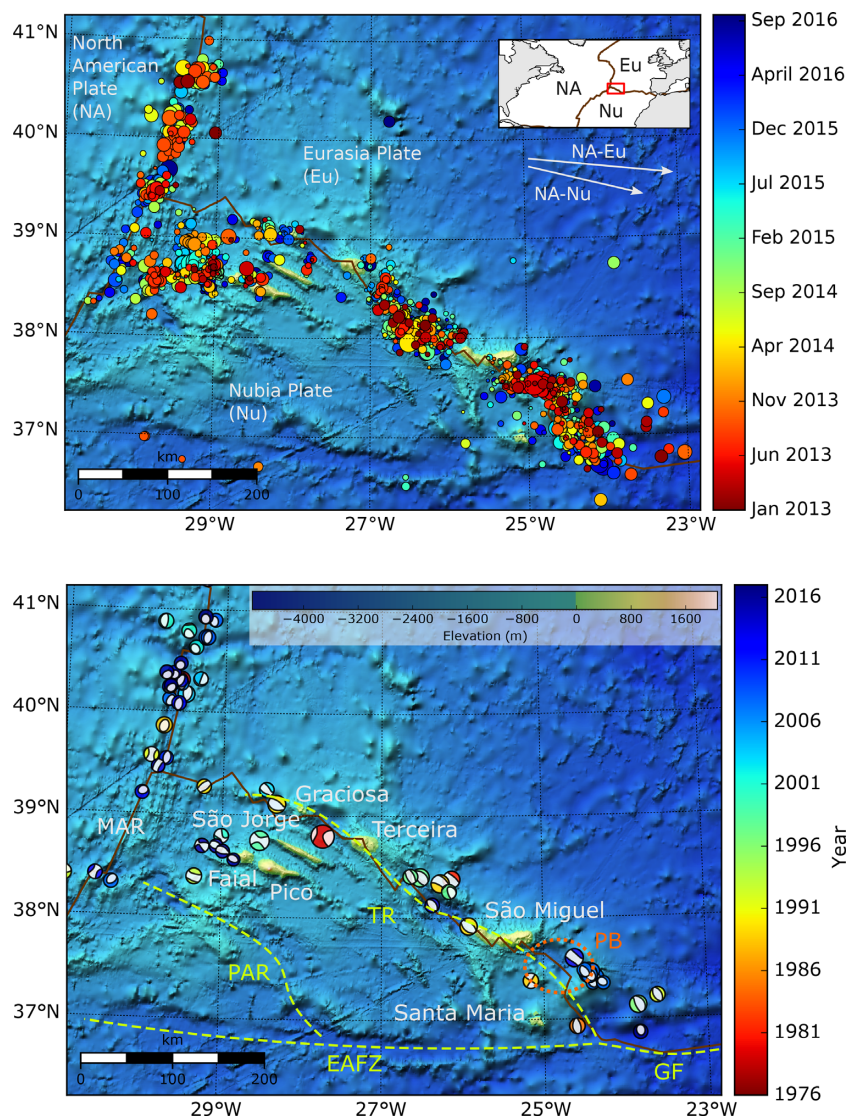 41°N
40°N
39°N
38°N
37°N
North
American
Plate
(NA)
Eurasia Plate
(Eu)
Nubia Plate
(Nu)
NA
Eu
Nu
NA-Eu
NA-Nu
km
0 100 200
29°W 27°W 25°W 23°W
Sep 2016
April 2016
Dec 2015
Jul 2015
Feb 2015
Sep 2014
Apr 2014
Nov 2013
Jun 2013
Jan 2013
41°N
40°N
39°N
38°N
37°N
−4000 −3200 −2400 −1600 0 800 1600
Elevation (m)
MAR
Graciosa
São Jorge
Terceira
Faial
Pico
TR
São Miguel
PB
PAR
Santa Maria
EAFZ
GF
km
0 100 200
29°W 27°W 25°W 23°W
2016
2011
2006
2001
1996
1991
1986
1981
1976
Year